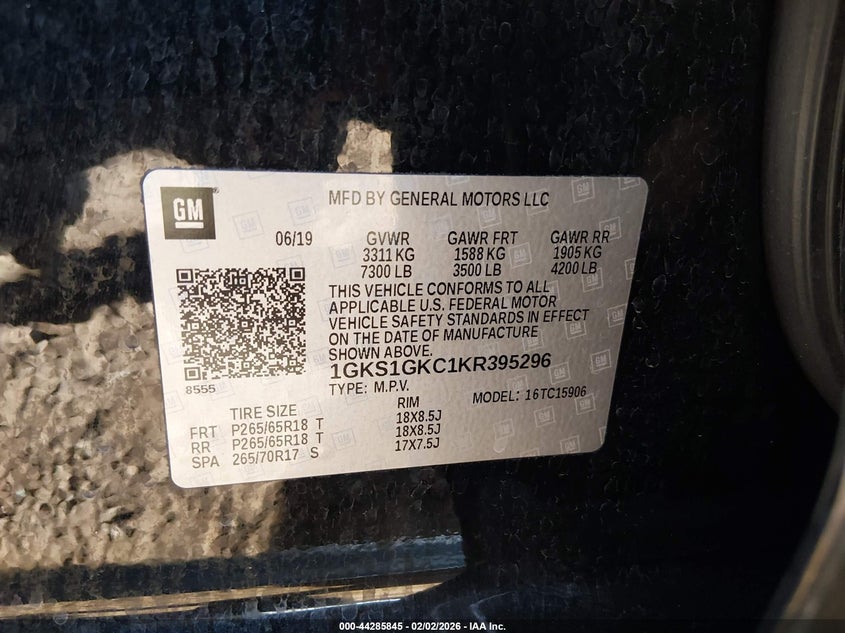 GM
MFD BY GENERAL MOTORS LLC
06/19 GVWR GAWR FRT GAWR RR
3311 KG 1588 KG 1905 KG
7300 LB 3500 LB 4200 LB
THIS VEHICLE CONFORMS TO ALL
APPLICABLE U.S. FEDERAL MOTOR
VEHICLE SAFETY STANDARDS IN EFFECT
ON THE DATE OF MANUFACTURE
SHOWN ABOVE.
1GKS1GKC1KR395296
8555 TYPE: M.P.V. MODEL: 16TC15906
TIRE SIZE RIM
FRT P265/65R18 T 18X8.5J
RR P265/65R18 T 18X8.5J
SPA 265/70R17 S 17X7.5J
000-44285845 - 02/02/2026 - IAA Inc.